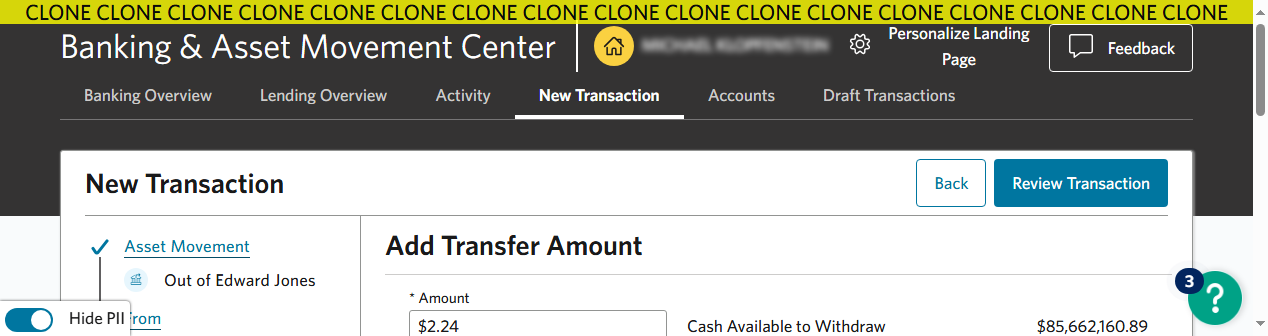 CLONE CLONE CLONE CLONE CLONE CLONE CLONE CLONE CLONE CLONE CLONE CLONE CLONE CLONE CLONE CLONE CLONE
Banking & Asset Movement Center
Personalize Landing
Page
Feedback
Banking Overview Lending Overview Activity New Transaction Accounts Draft Transactions
New Transaction
Back
Review Transaction
Asset Movement
Out of Edward Jones
From
Add Transfer Amount
* Amount
$2.24
Cash Available to Withdraw $85,662,160.89
Hide PII
3
?